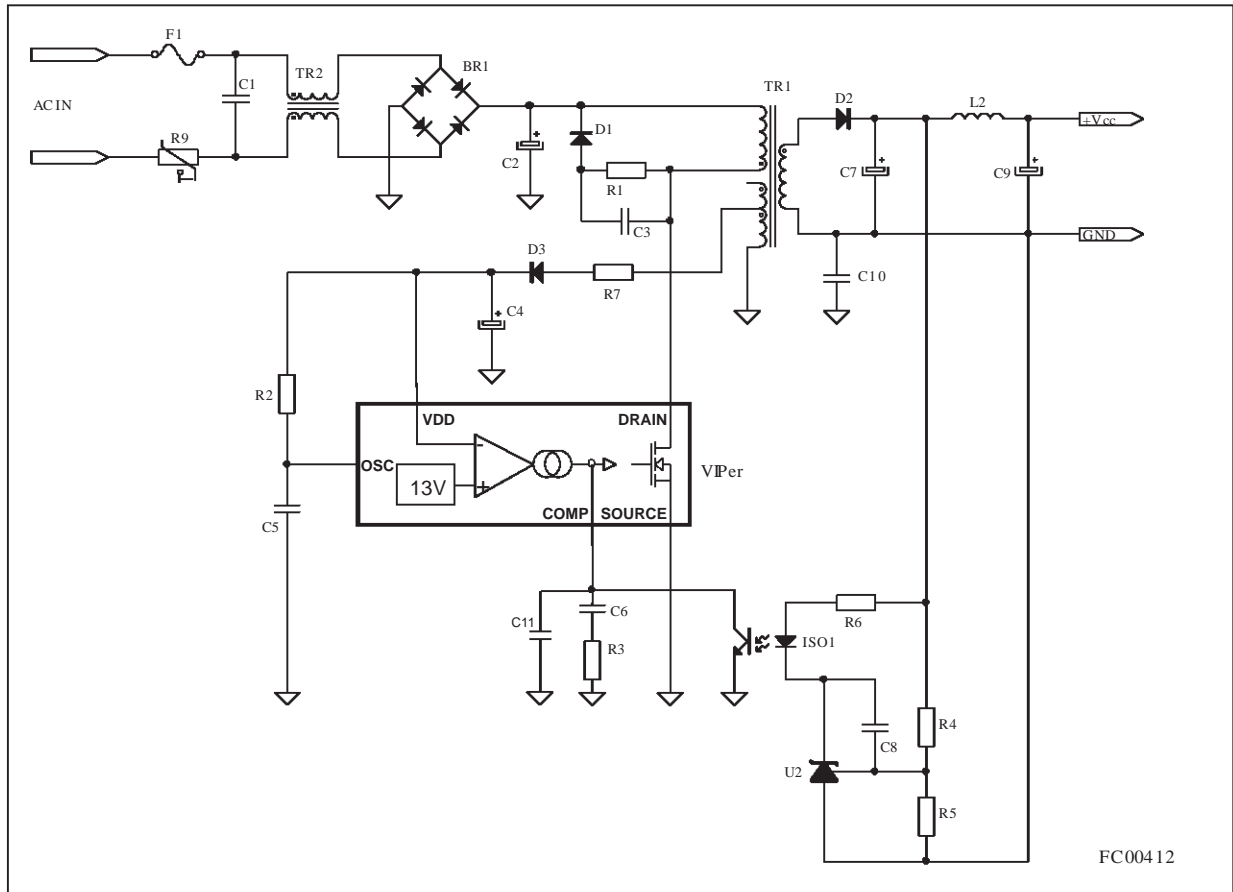 F1
BR1
TR2
C1
AC IN
R9
TR1
D2
L2
+Vcc
D1
C2
R1
C3
C7
C9
GND
D3
R7
C10
C4
R2
VDD
DRAIN
OSC
-
13V
+
VIPer
COMP
SOURCE
C5
C11
C6
R3
R6
ISO1
C8
R4
U2
R5
FC00412